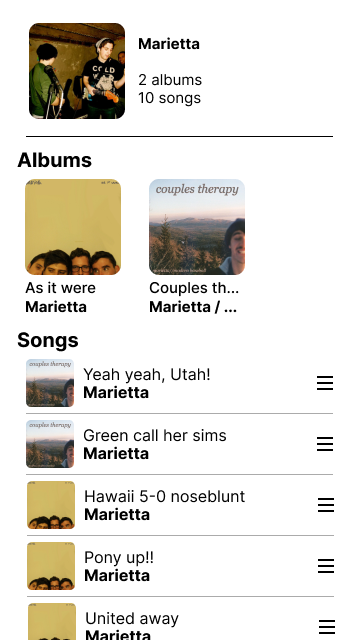 Marietta
2 albums
10 songs
Albums
couples therapy
As it were
Marietta
Couples th...
Marietta / ...
Songs
couples therapy
Yeah yeah, Utah!
Marietta
couples therapy
Green call her sims
Marietta
Hawaii 5-0 noseblunt
Marietta
Pony up!!
Marietta
United away
Marietta